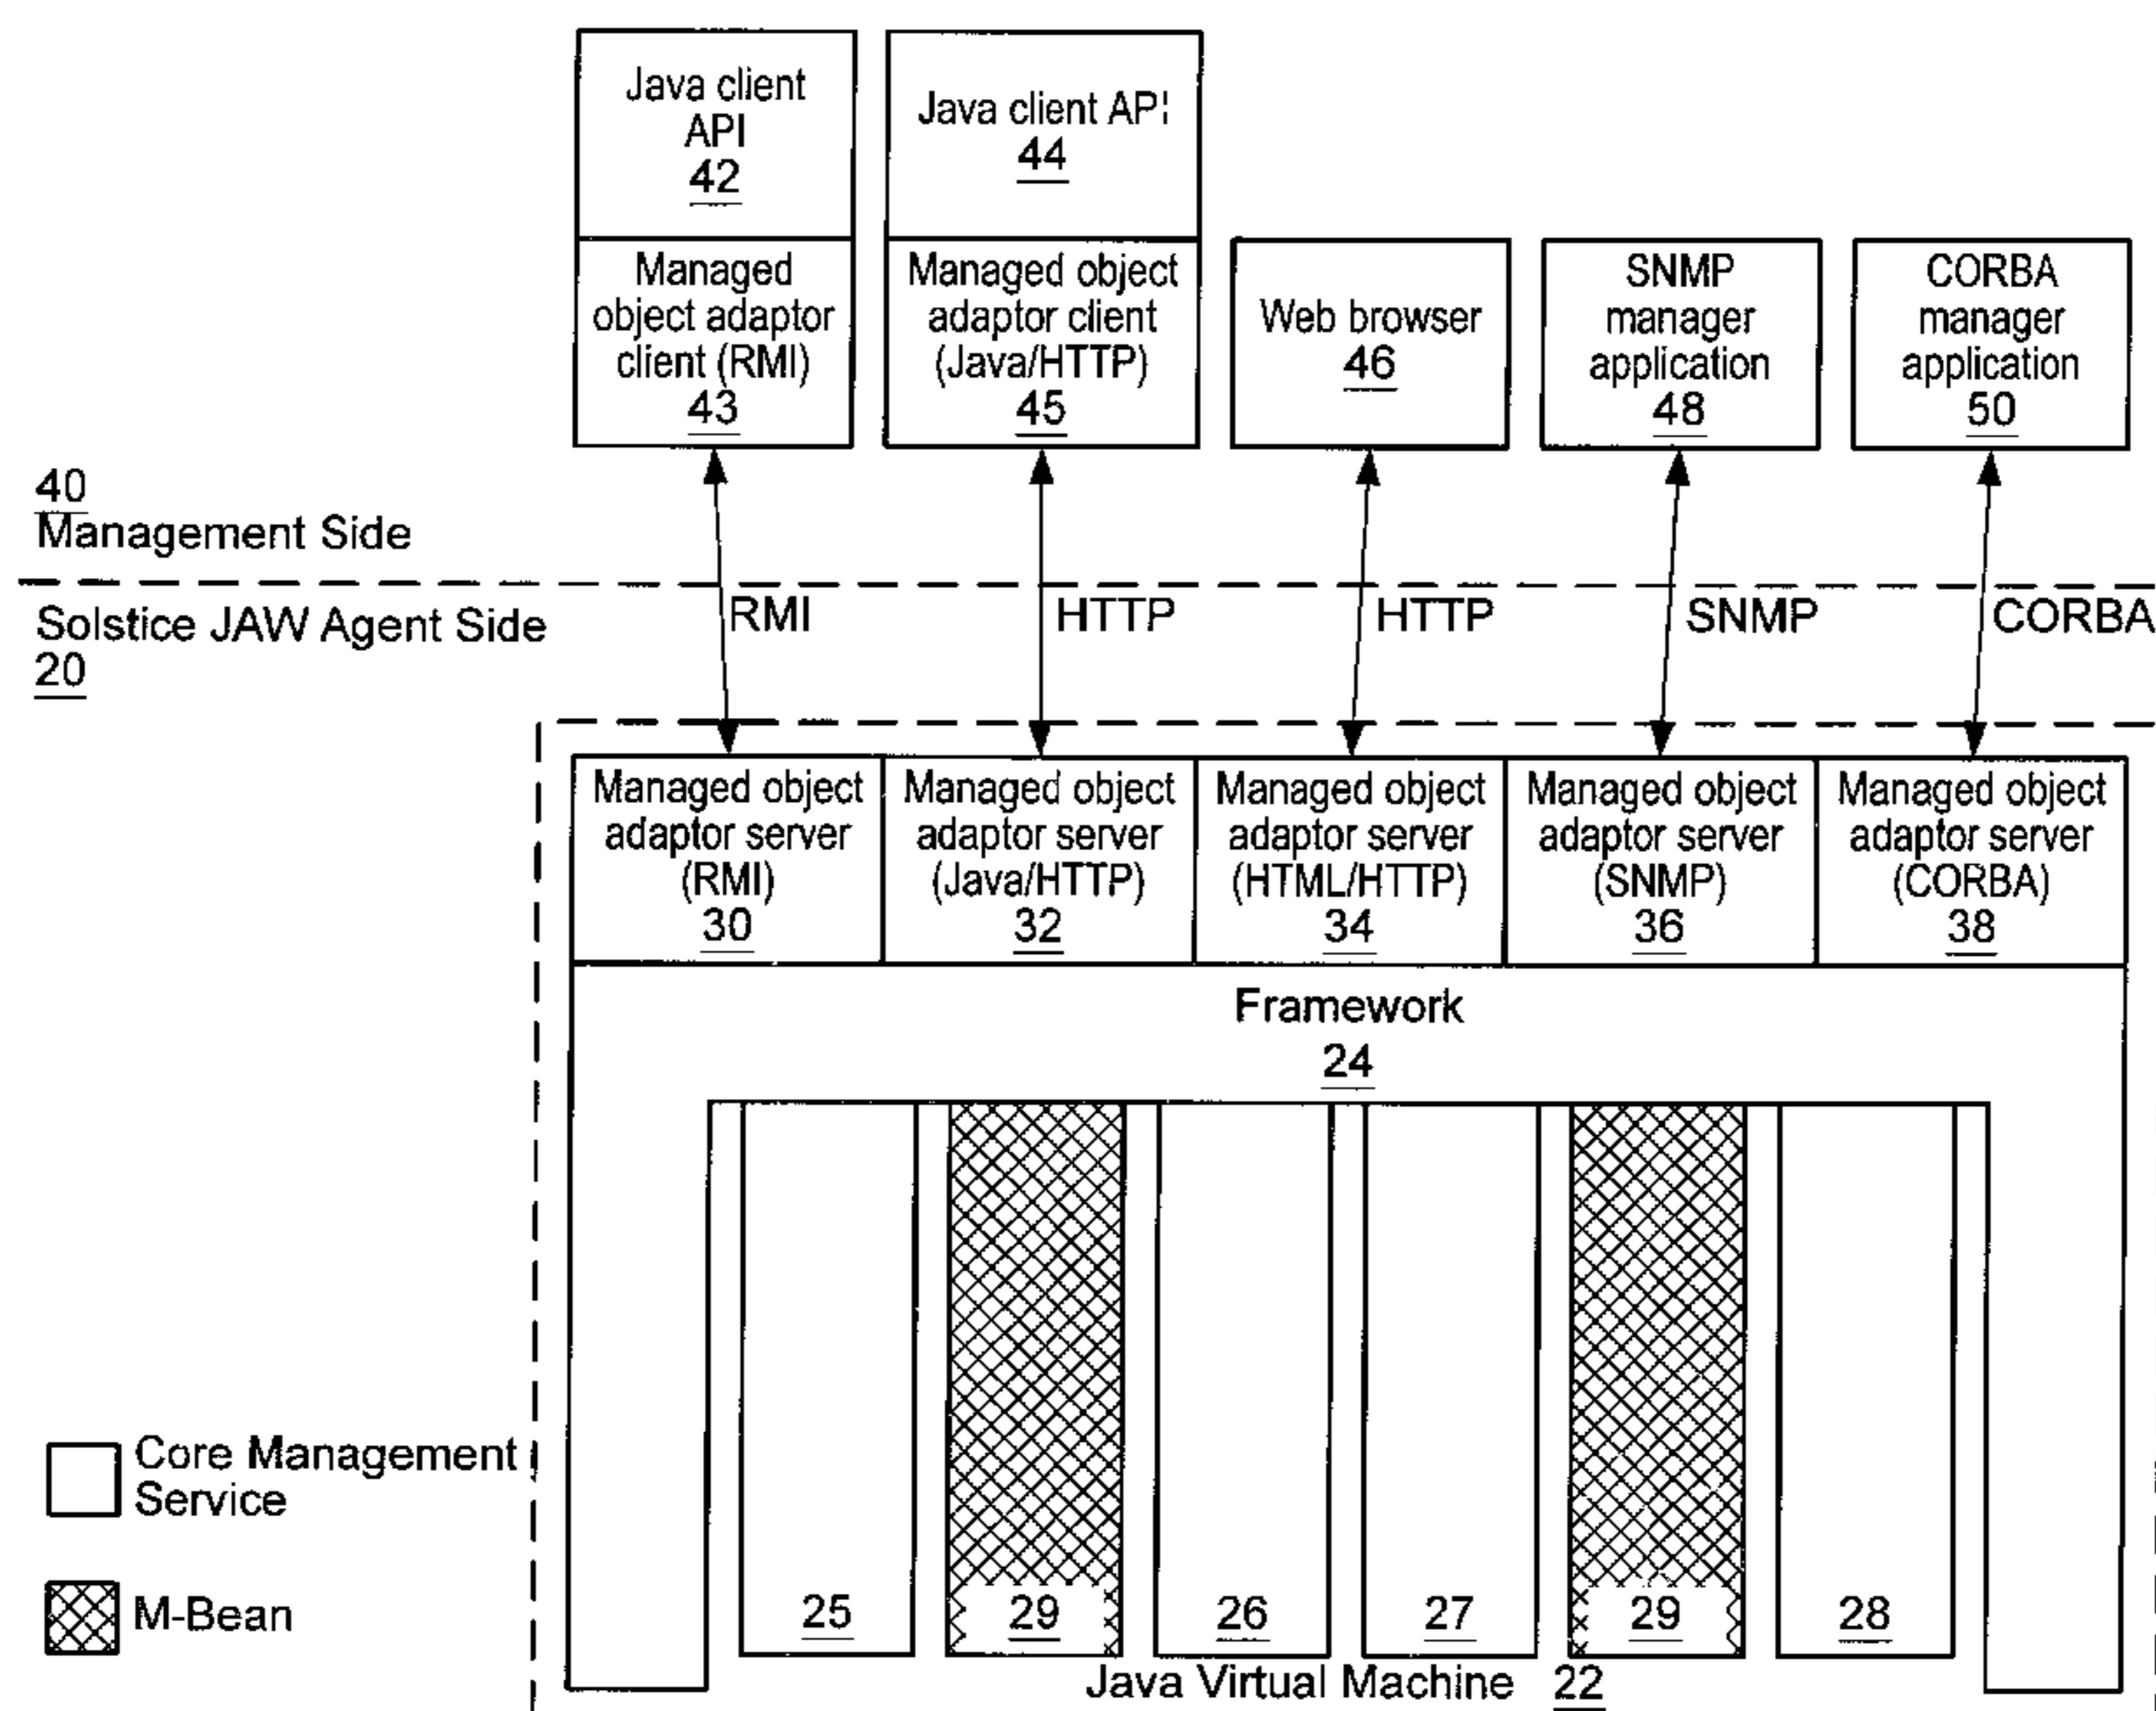 Java client
API
42
Managed
object adaptor
client (RMI)
43
Java client API
44
Managed object
adaptor client
(Java/HTTP)
45
Web browser
46
SNMP
manager
application
48
CORBA
manager
application
50
40
Management Side
Solstice JAW Agent Side
20
RMI
HTTP
HTTP
SNMP
CORBA
Managed object
adaptor server
(RMI)
30
Managed object
adaptor server
(Java/HTTP)
32
Managed object
adaptor server
(HTML/HTTP)
34
Managed object
adaptor server
(SNMP)
36
Managed object
adaptor server
(CORBA)
38
Framework
24
Core Management
Service
M-Bean
25
29
26
27
29
28
Java Virtual Machine 22